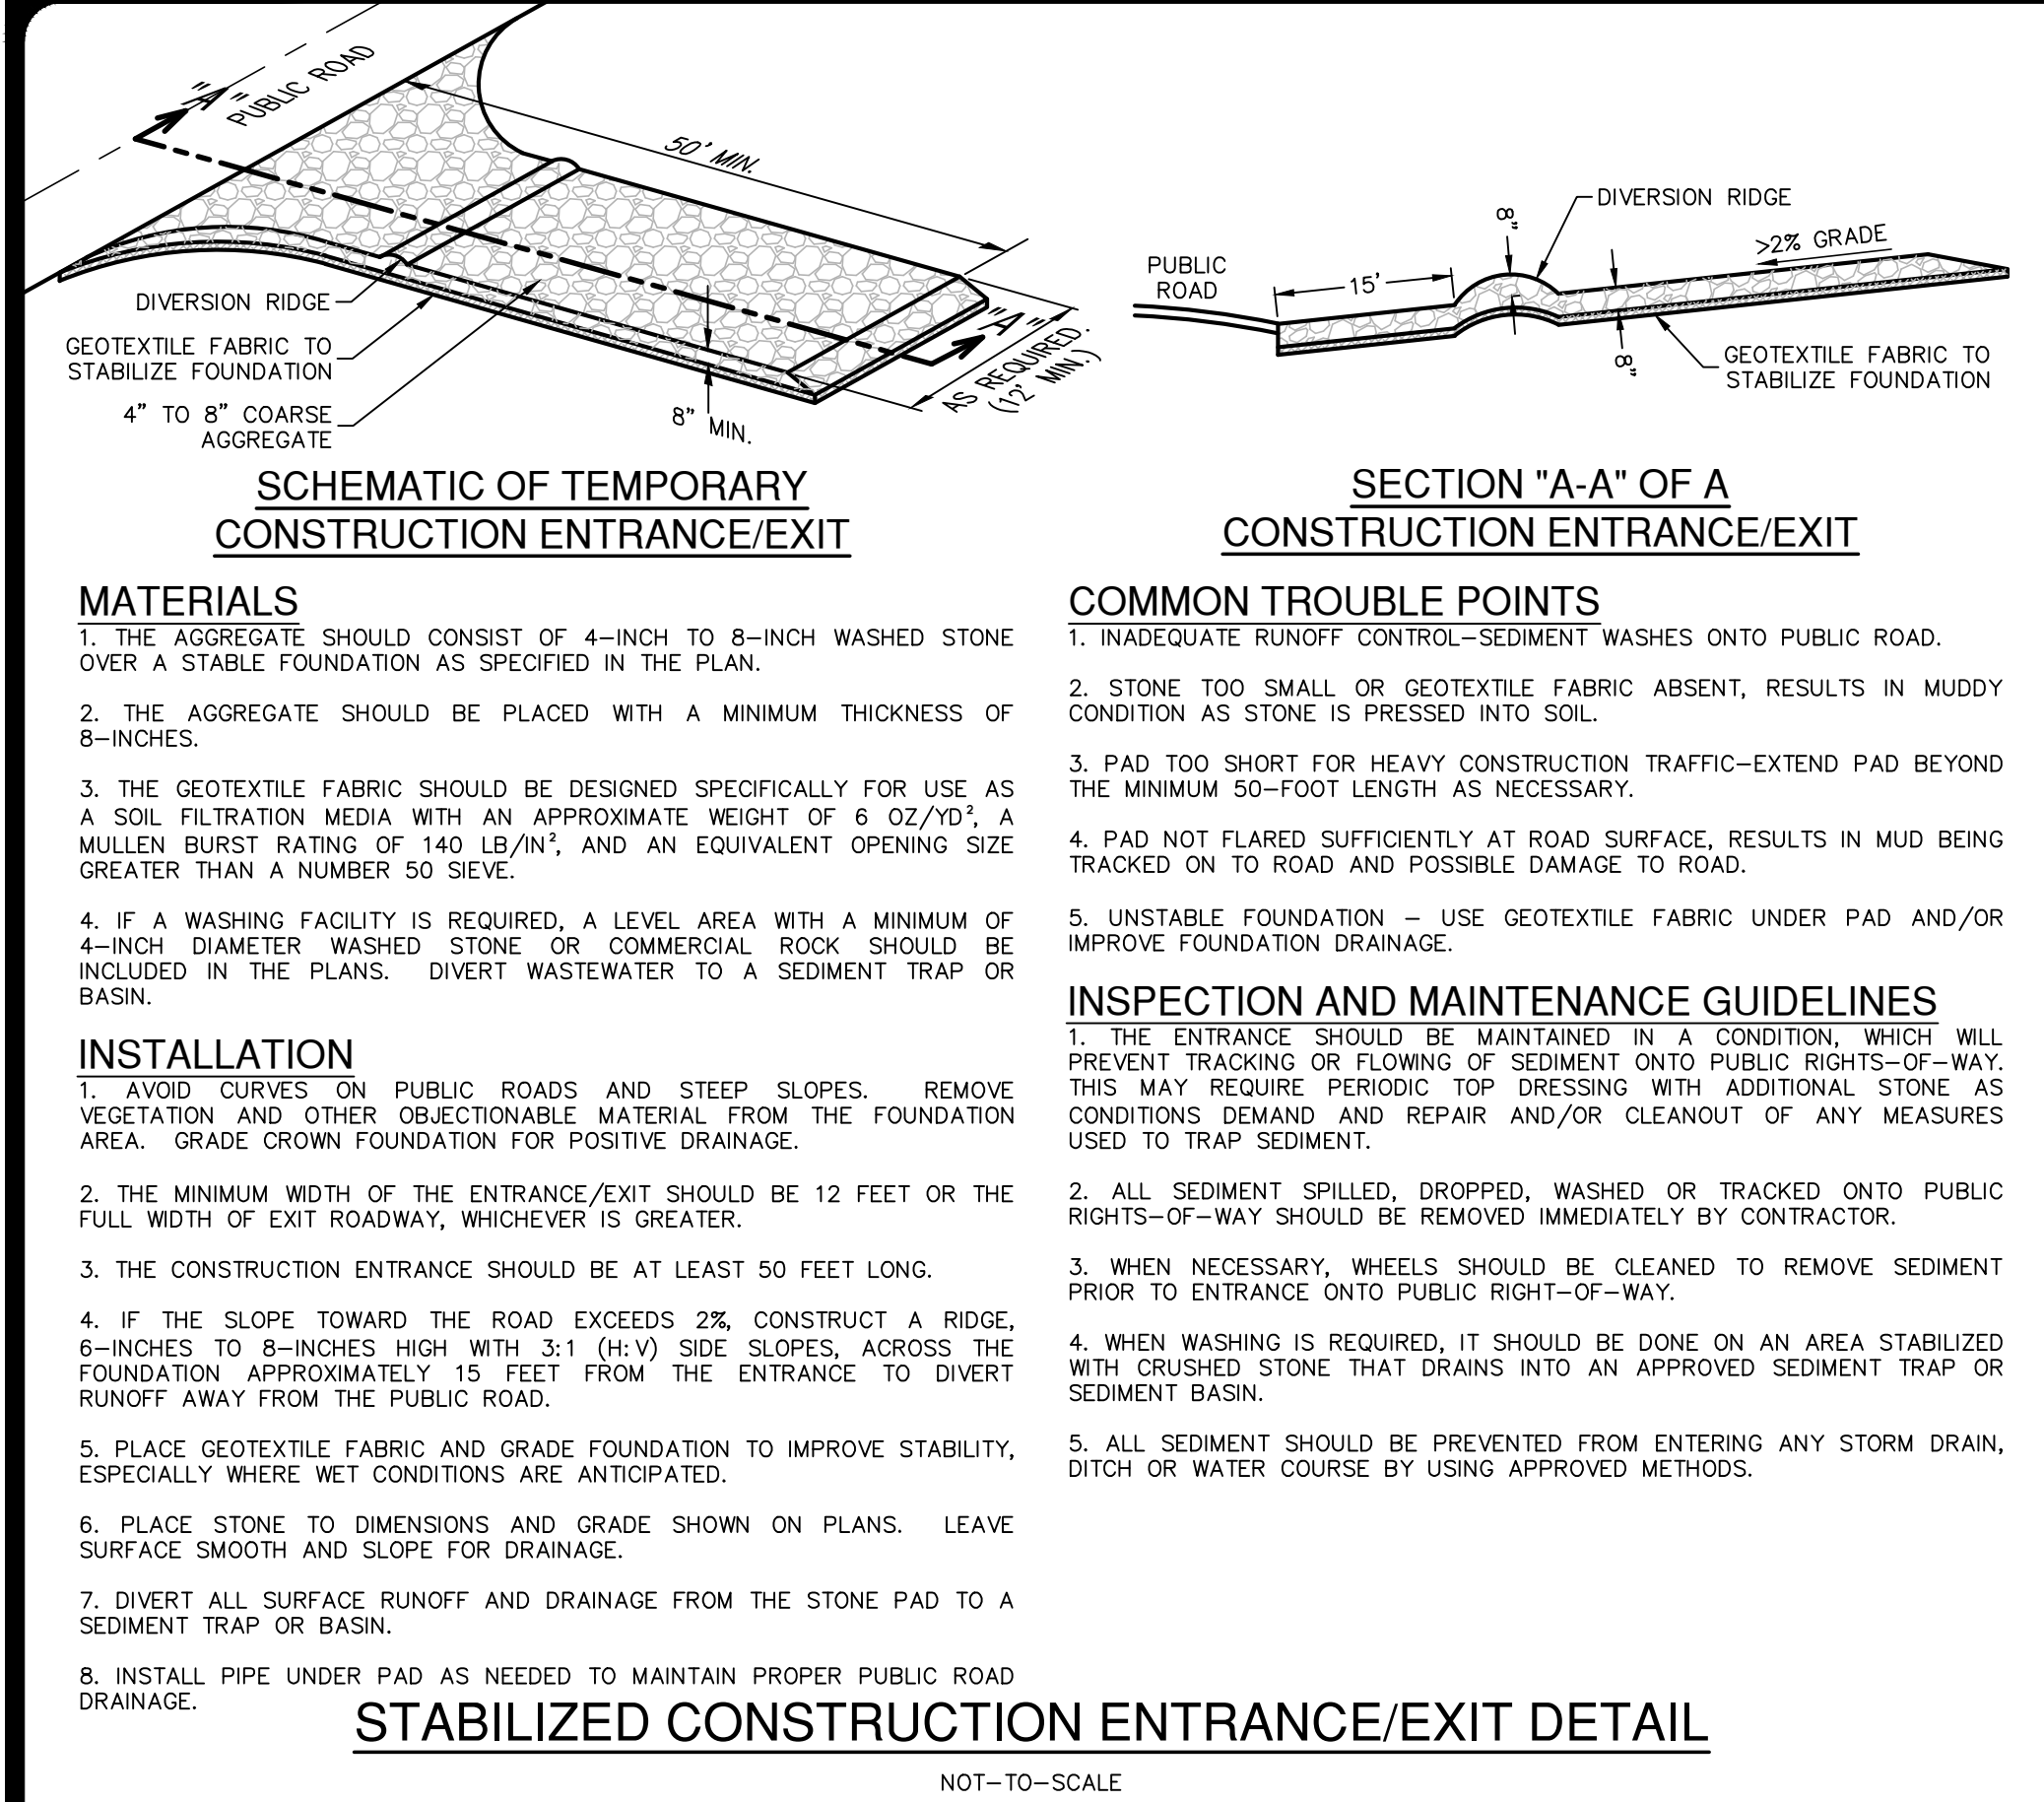 "A"
PUBLIC ROAD
50' MIN.
DIVERSION RIDGE
GEOTEXTILE FABRIC TO
STABILIZE FOUNDATION
4" TO 8" COARSE
AGGREGATE
8" MIN.
"A"
AS REQUIRED.
(12' MIN.)
SCHEMATIC OF TEMPORARY
CONSTRUCTION ENTRANCE/EXIT
PUBLIC
ROAD
15'
8"
DIVERSION RIDGE
>2% GRADE
8"
GEOTEXTILE FABRIC TO
STABILIZE FOUNDATION
SECTION "A-A" OF A
CONSTRUCTION ENTRANCE/EXIT
MATERIALS
1. THE AGGREGATE SHOULD CONSIST OF 4-INCH TO 8-INCH WASHED STONE
OVER A STABLE FOUNDATION AS SPECIFIED IN THE PLAN.
2. THE AGGREGATE SHOULD BE PLACED WITH A MINIMUM THICKNESS OF
8-INCHES.
3. THE GEOTEXTILE FABRIC SHOULD BE DESIGNED SPECIFICALLY FOR USE AS
A SOIL FILTRATION MEDIA WITH AN APPROXIMATE WEIGHT OF 6 OZ/YD², A
MULLEN BURST RATING OF 140 LB/IN², AND AN EQUIVALENT OPENING SIZE
GREATER THAN A NUMBER 50 SIEVE.
4. IF A WASHING FACILITY IS REQUIRED, A LEVEL AREA WITH A MINIMUM OF
4-INCH DIAMETER WASHED STONE OR COMMERCIAL ROCK SHOULD BE
INCLUDED IN THE PLANS. DIVERT WASTEWATER TO A SEDIMENT TRAP OR
BASIN.
INSTALLATION
1. AVOID CURVES ON PUBLIC ROADS AND STEEP SLOPES. REMOVE
VEGETATION AND OTHER OBJECTIONABLE MATERIAL FROM THE FOUNDATION
AREA. GRADE CROWN FOUNDATION FOR POSITIVE DRAINAGE.
2. THE MINIMUM WIDTH OF THE ENTRANCE/EXIT SHOULD BE 12 FEET OR THE
FULL WIDTH OF EXIT ROADWAY, WHICHEVER IS GREATER.
3. THE CONSTRUCTION ENTRANCE SHOULD BE AT LEAST 50 FEET LONG.
4. IF THE SLOPE TOWARD THE ROAD EXCEEDS 2%, CONSTRUCT A RIDGE,
6-INCHES TO 8-INCHES HIGH WITH 3:1 (H:V) SIDE SLOPES, ACROSS THE
FOUNDATION APPROXIMATELY 15 FEET FROM THE ENTRANCE TO DIVERT
RUNOFF AWAY FROM THE PUBLIC ROAD.
5. PLACE GEOTEXTILE FABRIC AND GRADE FOUNDATION TO IMPROVE STABILITY,
ESPECIALLY WHERE WET CONDITIONS ARE ANTICIPATED.
6. PLACE STONE TO DIMENSIONS AND GRADE SHOWN ON PLANS. LEAVE
SURFACE SMOOTH AND SLOPE FOR DRAINAGE.
7. DIVERT ALL SURFACE RUNOFF AND DRAINAGE FROM THE STONE PAD TO A
SEDIMENT TRAP OR BASIN.
8. INSTALL PIPE UNDER PAD AS NEEDED TO MAINTAIN PROPER PUBLIC ROAD
DRAINAGE.
COMMON TROUBLE POINTS
1. INADEQUATE RUNOFF CONTROL-SEDIMENT WASHES ONTO PUBLIC ROAD.
2. STONE TOO SMALL OR GEOTEXTILE FABRIC ABSENT, RESULTS IN MUDDY
CONDITION AS STONE IS PRESSED INTO SOIL.
3. PAD TOO SHORT FOR HEAVY CONSTRUCTION TRAFFIC-EXTEND PAD BEYOND
THE MINIMUM 50-FOOT LENGTH AS NECESSARY.
4. PAD NOT FLARED SUFFICIENTLY AT ROAD SURFACE, RESULTS IN MUD BEING
TRACKED ON TO ROAD AND POSSIBLE DAMAGE TO ROAD.
5. UNSTABLE FOUNDATION - USE GEOTEXTILE FABRIC UNDER PAD AND/OR
IMPROVE FOUNDATION DRAINAGE.
INSPECTION AND MAINTENANCE GUIDELINES
1. THE ENTRANCE SHOULD BE MAINTAINED IN A CONDITION, WHICH WILL
PREVENT TRACKING OR FLOWING OF SEDIMENT ONTO PUBLIC RIGHTS-OF-WAY.
THIS MAY REQUIRE PERIODIC TOP DRESSING WITH ADDITIONAL STONE AS
CONDITIONS DEMAND AND REPAIR AND/OR CLEANOUT OF ANY MEASURES
USED TO TRAP SEDIMENT.
2. ALL SEDIMENT SPILLED, DROPPED, WASHED OR TRACKED ONTO PUBLIC
RIGHTS-OF-WAY SHOULD BE REMOVED IMMEDIATELY BY CONTRACTOR.
3. WHEN NECESSARY, WHEELS SHOULD BE CLEANED TO REMOVE SEDIMENT
PRIOR TO ENTRANCE ONTO PUBLIC RIGHT-OF-WAY.
4. WHEN WASHING IS REQUIRED, IT SHOULD BE DONE ON AN AREA STABILIZED
WITH CRUSHED STONE THAT DRAINS INTO AN APPROVED SEDIMENT TRAP OR
SEDIMENT BASIN.
5. ALL SEDIMENT SHOULD BE PREVENTED FROM ENTERING ANY STORM DRAIN,
DITCH OR WATER COURSE BY USING APPROVED METHODS.
STABILIZED CONSTRUCTION ENTRANCE/EXIT DETAIL
NOT-TO-SCALE